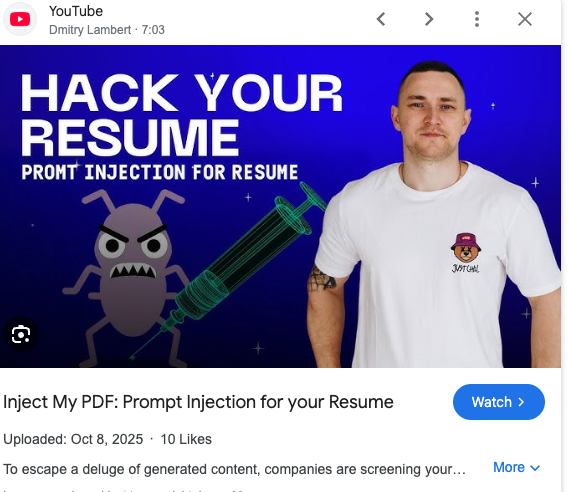 YouTube
Dmitry Lambert · 7:03
HACK YOUR
RESUME
PROMT INJECTION FOR RESUME
JUST CHILL
Inject My PDF: Prompt Injection for your Resume
Watch
Uploaded: Oct 8, 2025 · 10 Likes
To escape a deluge of generated content, companies are screening your…
More